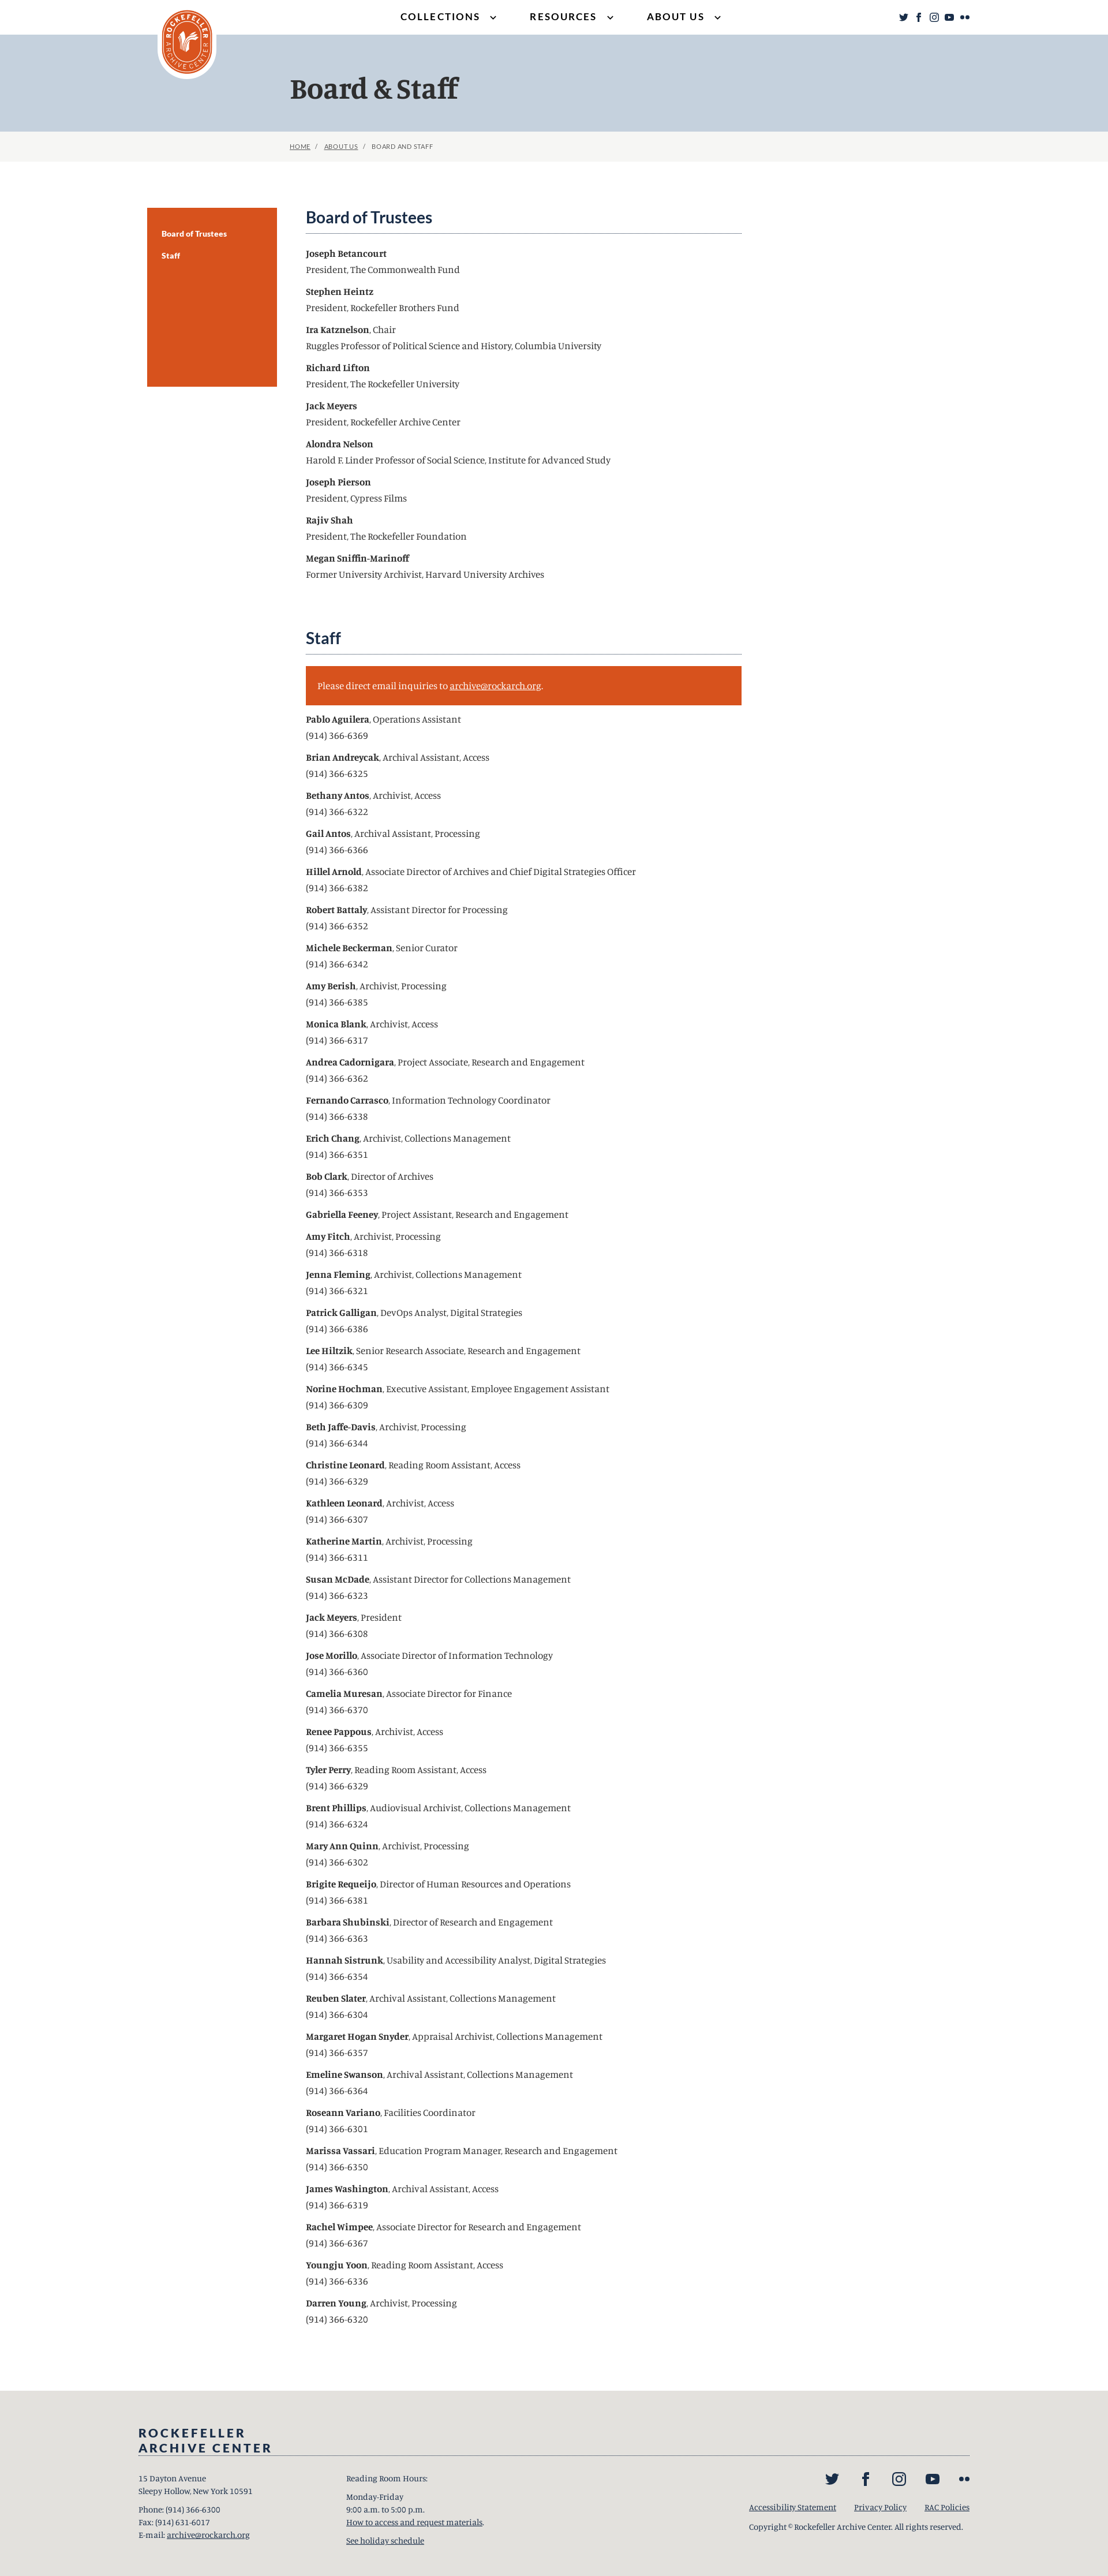 ROCKEFELLER
ARCHIVE CENTER
COLLECTIONS
RESOURCES
ABOUT US
Board & Staff
HOME / ABOUT US / BOARD AND STAFF
Board of Trustees
Staff
Board of Trustees
Joseph Betancourt
President, The Commonwealth Fund
Stephen Heintz
President, Rockefeller Brothers Fund
Ira Katznelson, Chair
Ruggles Professor of Political Science and History, Columbia University
Richard Lifton
President, The Rockefeller University
Jack Meyers
President, Rockefeller Archive Center
Alondra Nelson
Harold F. Linder Professor of Social Science, Institute for Advanced Study
Joseph Pierson
President, Cypress Films
Rajiv Shah
President, The Rockefeller Foundation
Megan Sniffin-Marinoff
Former University Archivist, Harvard University Archives
Staff
Please direct email inquiries to archive@rockarch.org.
Pablo Aguilera, Operations Assistant
(914) 366-6369
Brian Andreycak, Archival Assistant, Access
(914) 366-6325
Bethany Antos, Archivist, Access
(914) 366-6322
Gail Antos, Archival Assistant, Processing
(914) 366-6366
Hillel Arnold, Associate Director of Archives and Chief Digital Strategies Officer
(914) 366-6382
Robert Battaly, Assistant Director for Processing
(914) 366-6352
Michele Beckerman, Senior Curator
(914) 366-6342
Amy Berish, Archivist, Processing
(914) 366-6385
Monica Blank, Archivist, Access
(914) 366-6317
Andrea Cadornigara, Project Associate, Research and Engagement
(914) 366-6362
Fernando Carrasco, Information Technology Coordinator
(914) 366-6338
Erich Chang, Archivist, Collections Management
(914) 366-6351
Bob Clark, Director of Archives
(914) 366-6353
Gabriella Feeney, Project Assistant, Research and Engagement
Amy Fitch, Archivist, Processing
(914) 366-6318
Jenna Fleming, Archivist, Collections Management
(914) 366-6321
Patrick Galligan, DevOps Analyst, Digital Strategies
(914) 366-6386
Lee Hiltzik, Senior Research Associate, Research and Engagement
(914) 366-6345
Norine Hochman, Executive Assistant, Employee Engagement Assistant
(914) 366-6309
Beth Jaffe-Davis, Archivist, Processing
(914) 366-6344
Christine Leonard, Reading Room Assistant, Access
(914) 366-6329
Kathleen Leonard, Archivist, Access
(914) 366-6307
Katherine Martin, Archivist, Processing
(914) 366-6311
Susan McDade, Assistant Director for Collections Management
(914) 366-6323
Jack Meyers, President
(914) 366-6308
Jose Morillo, Associate Director of Information Technology
(914) 366-6360
Camelia Muresan, Associate Director for Finance
(914) 366-6370
Renee Pappous, Archivist, Access
(914) 366-6355
Tyler Perry, Reading Room Assistant, Access
(914) 366-6329
Brent Phillips, Audiovisual Archivist, Collections Management
(914) 366-6324
Mary Ann Quinn, Archivist, Processing
(914) 366-6302
Brigite Requeijo, Director of Human Resources and Operations
(914) 366-6381
Barbara Shubinski, Director of Research and Engagement
(914) 366-6363
Hannah Sistrunk, Usability and Accessibility Analyst, Digital Strategies
(914) 366-6354
Reuben Slater, Archival Assistant, Collections Management
(914) 366-6304
Margaret Hogan Snyder, Appraisal Archivist, Collections Management
(914) 366-6357
Emeline Swanson, Archival Assistant, Collections Management
(914) 366-6364
Roseann Variano, Facilities Coordinator
(914) 366-6301
Marissa Vassari, Education Program Manager, Research and Engagement
(914) 366-6350
James Washington, Archival Assistant, Access
(914) 366-6319
Rachel Wimpee, Associate Director for Research and Engagement
(914) 366-6367
Youngju Yoon, Reading Room Assistant, Access
(914) 366-6336
Darren Young, Archivist, Processing
(914) 366-6320
ROCKEFELLER
ARCHIVE CENTER
15 Dayton Avenue
Sleepy Hollow, New York 10591
Phone: (914) 366-6300
Fax: (914) 631-6017
E-mail: archive@rockarch.org
Reading Room Hours:
Monday-Friday
9:00 a.m. to 5:00 p.m.
How to access and request materials.
See holiday schedule
Accessibility Statement
Privacy Policy
RAC Policies
Copyright © Rockefeller Archive Center. All rights reserved.